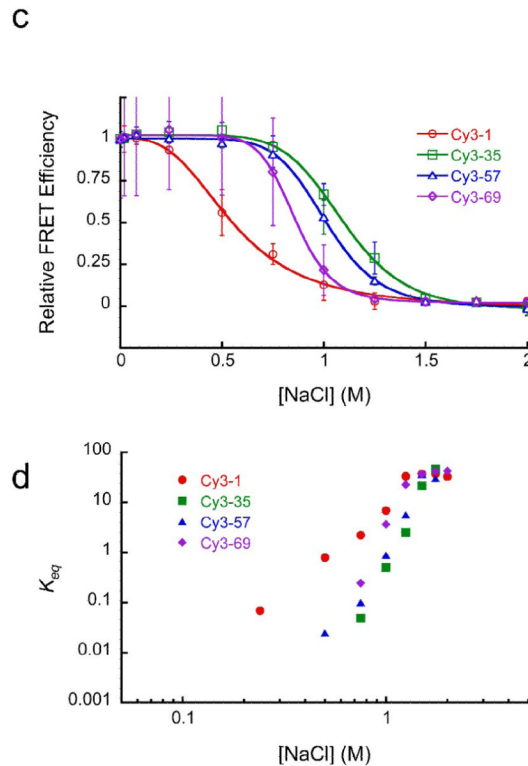 c
Relative FRET Efficiency
1
0.75
0.5
0.25
0
0 0.5 1 1.5 2
[NaCl] (M)
Cy3-1
Cy3-35
Cy3-57
Cy3-69
d
K_eq
100
10
1
0.1
0.01
0.001
0.1 1
[NaCl] (M)
Cy3-1
Cy3-35
Cy3-57
Cy3-69